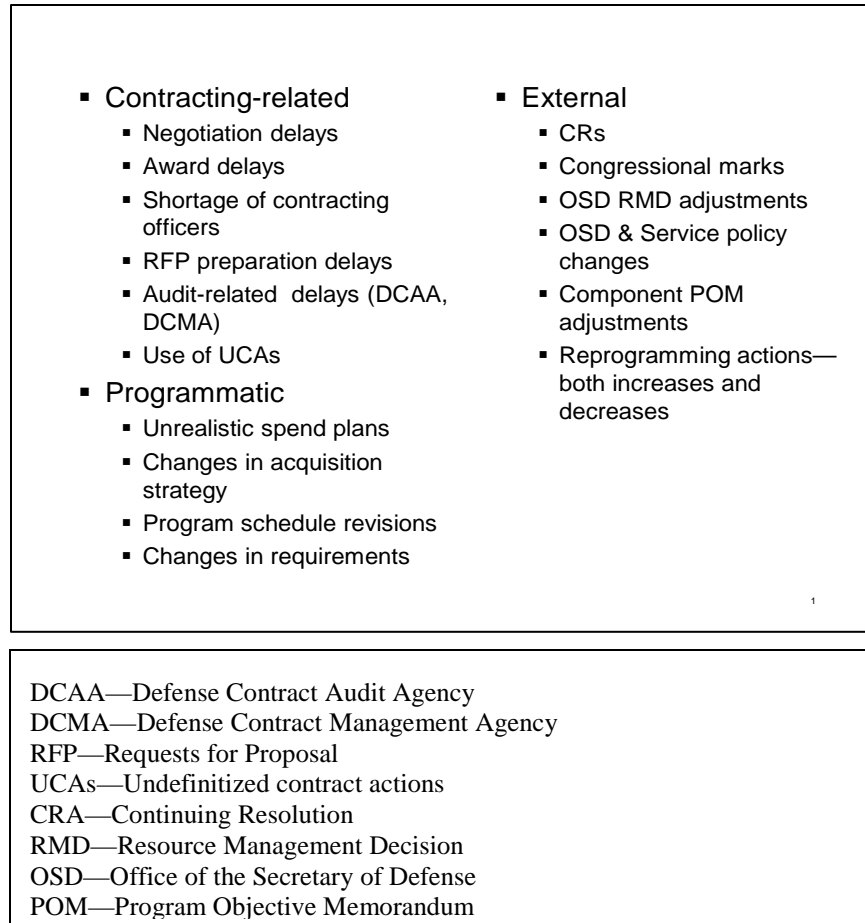 ▪ Contracting-related
▪ Negotiation delays
▪ Award delays
▪ Shortage of contracting
officers
▪ RFP preparation delays
▪ Audit-related  delays (DCAA,
DCMA)
▪ Use of UCAs
▪ Programmatic
▪ Unrealistic spend plans
▪ Changes in acquisition
strategy
▪ Program schedule revisions
▪ Changes in requirements
▪ External
▪ CRs
▪ Congressional marks
▪ OSD RMD adjustments
▪ OSD & Service policy
changes
▪ Component POM
adjustments
▪ Reprogramming actions—
both increases and
decreases
1
DCAA—Defense Contract Audit Agency
DCMA—Defense Contract Management Agency
RFP—Requests for Proposal
UCAs—Undefinitized contract actions
CRA—Continuing Resolution
RMD—Resource Management Decision
OSD—Office of the Secretary of Defense
POM—Program Objective Memorandum